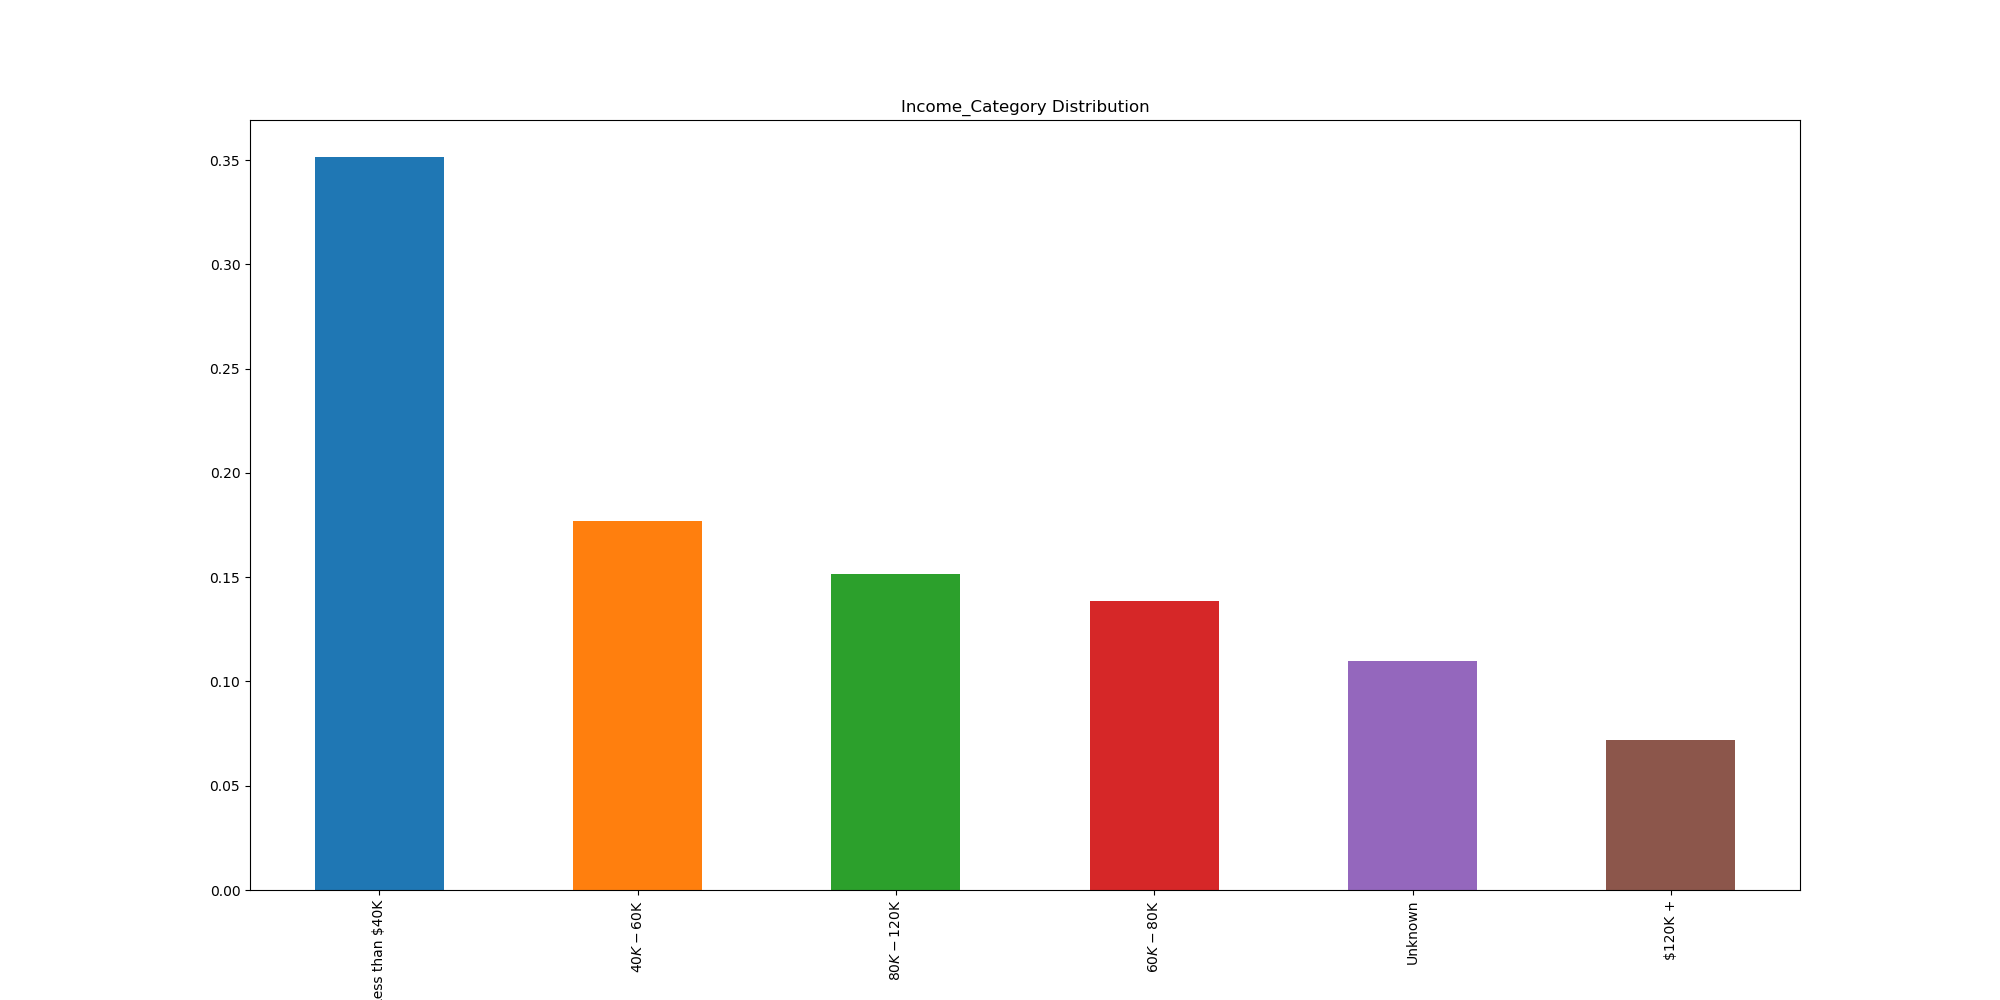 Income_Category Distribution
0.35
0.30
0.25
0.20
0.15
0.10
0.05
0.00
ess than $40K
40K − 60K
80K − 120K
60K − 80K
Unknown
$120K +